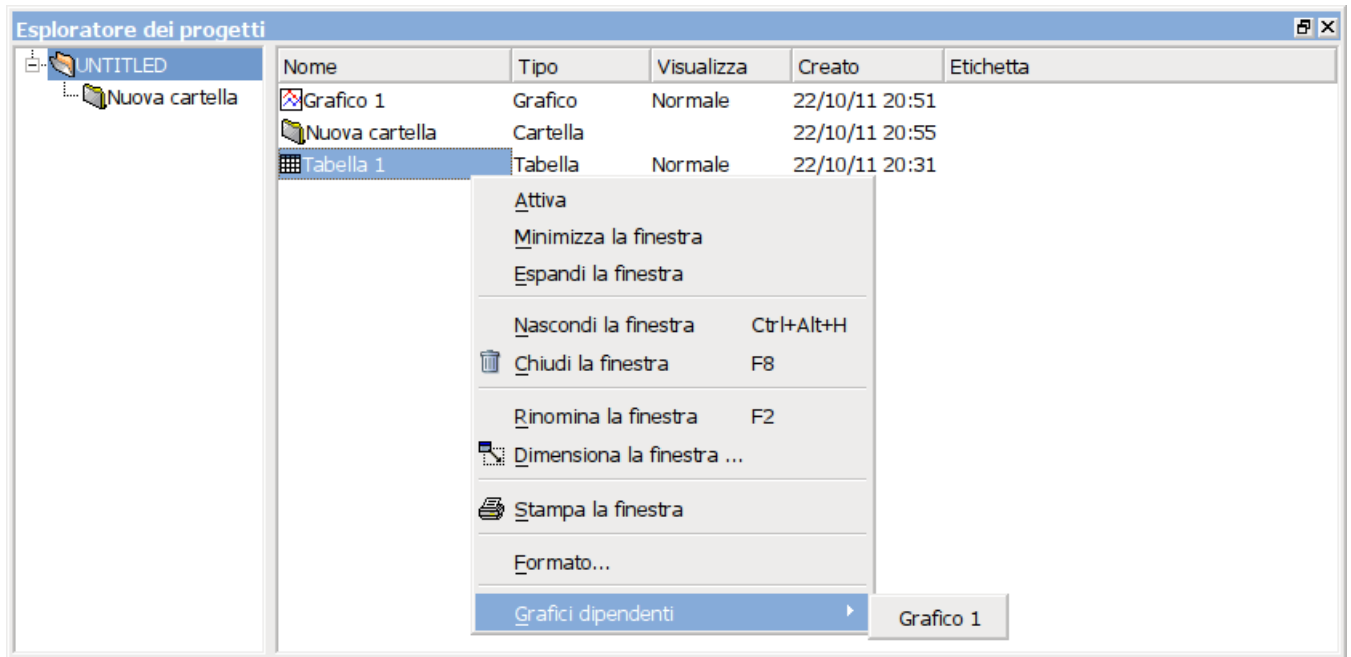 Esploratore dei progetti
UNTITLED
Nuova cartella
Nome Tipo Visualizza Creato Etichetta
Grafico 1 Grafico Normale 22/10/11 20:51
Nuova cartella Cartella 22/10/11 20:55
Tabella 1 Tabella Normale 22/10/11 20:31
Attiva
Minimizza la finestra
Espandi la finestra
Nascondi la finestra Ctrl+Alt+H
Chiudi la finestra F8
Rinomina la finestra F2
Dimensiona la finestra ...
Stampa la finestra
Formato...
Grafici dipendenti
Grafico 1